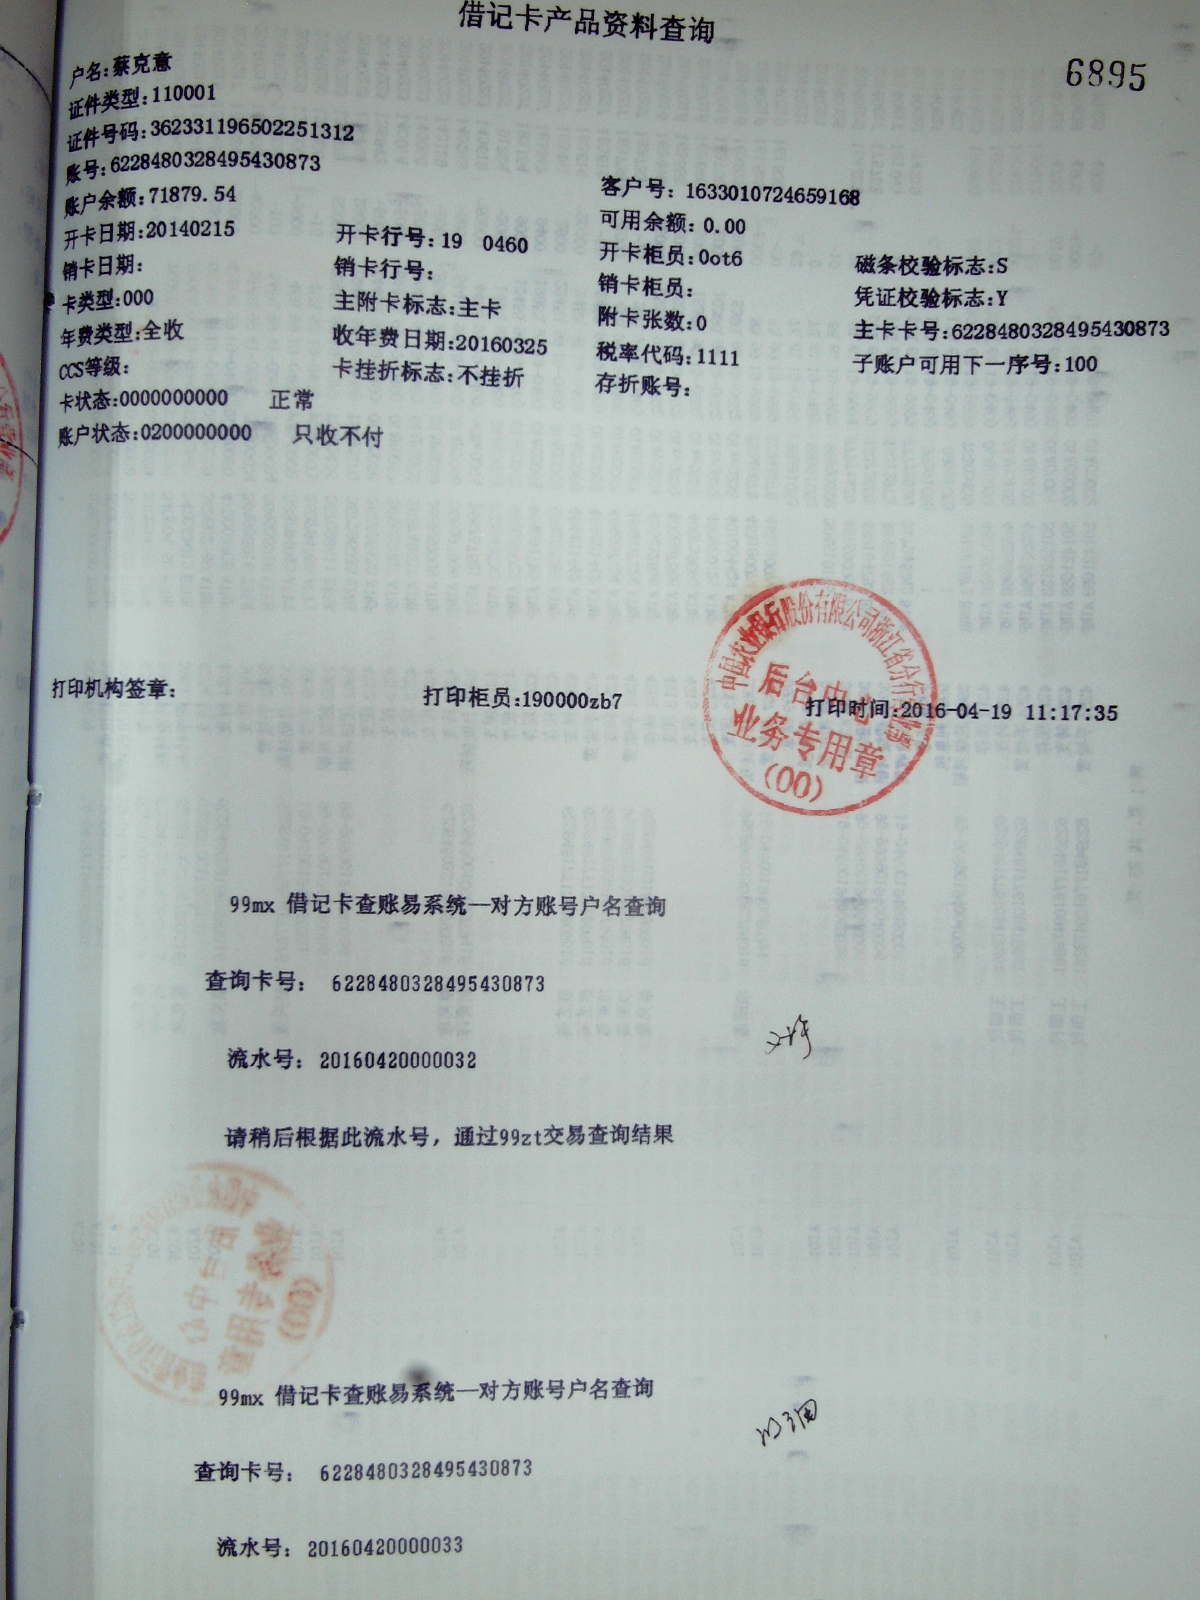 借记卡产品资料查询
6895
户名:蔡克意
证件类型:110001
证件号码:362331196502251312
账号:6228480328495430873
账户余额:71879.54 客户号: 1633010724659168
可用余额: 0.00
开卡日期:20140215 开卡行号: 19 0460 开卡柜员:0ot6 磁条校验标志:S
销卡日期: 销卡行号: 销卡柜员: 凭证校验标志:Y
卡类型:000 主附卡标志:主卡 附卡张数:0 主卡卡号:6228480328495430873
年费类型:全收 收年费日期:20160325 税率代码:1111 子账户可用下一序号:100
CCS等级: 卡挂折标志:不挂折 存折账号:
卡状态:0000000000 正常
账户状态:0200000000 只收不付
中国农业银行股份有限公司浙江省分行
后台中心
业务专用章
(00)
打印机构签章: 打印柜员:190000zb7 打印时间:2016-04-19 11:17:35
99mx 借记卡查账易系统—对方账号户名查询
查询卡号: 6228480328495430873
流水号: 20160420000032
请稍后根据此流水号，通过99zt交易查询结果
99mx 借记卡查账易系统—对方账号户名查询
查询卡号: 6228480328495430873
流水号: 20160420000033